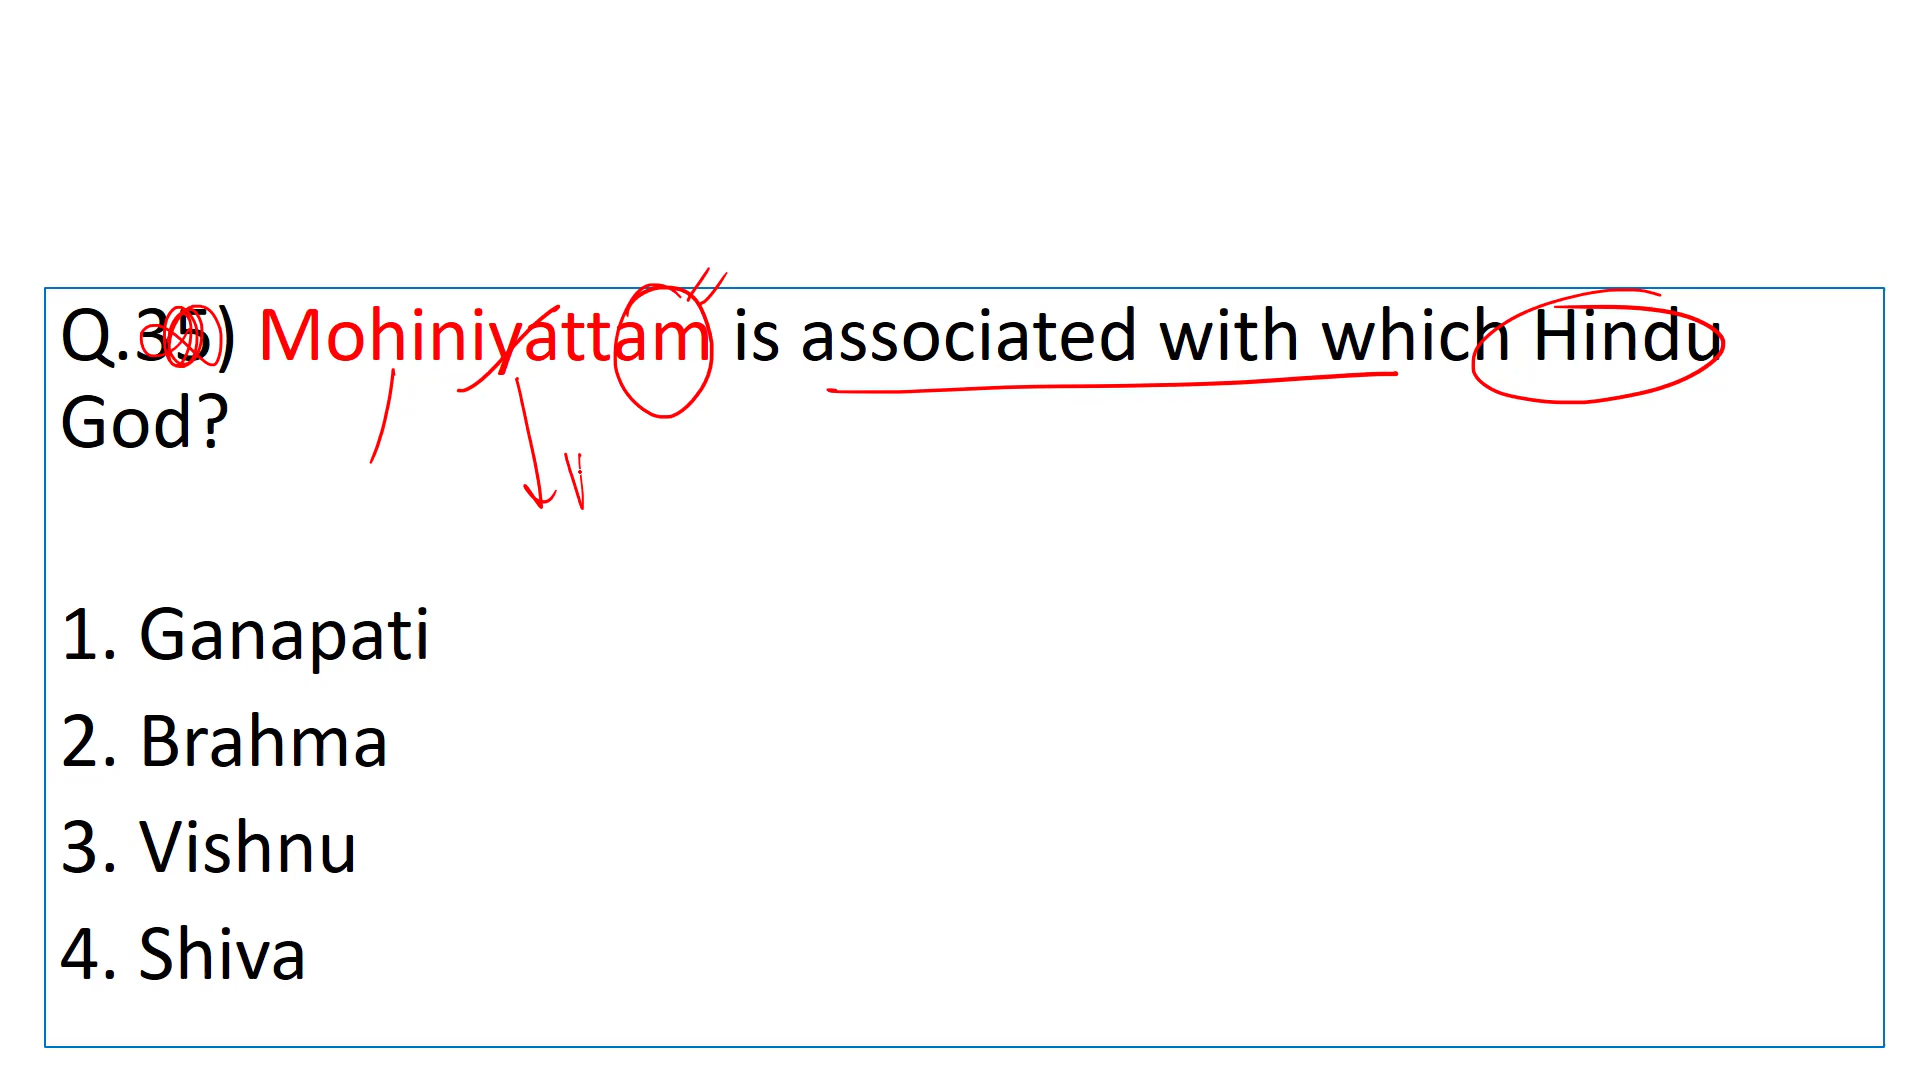 Q.35) Mohiniyattam is associated with which Hindu
God?
1. Ganapati
2. Brahma
3. Vishnu
4. Shiva